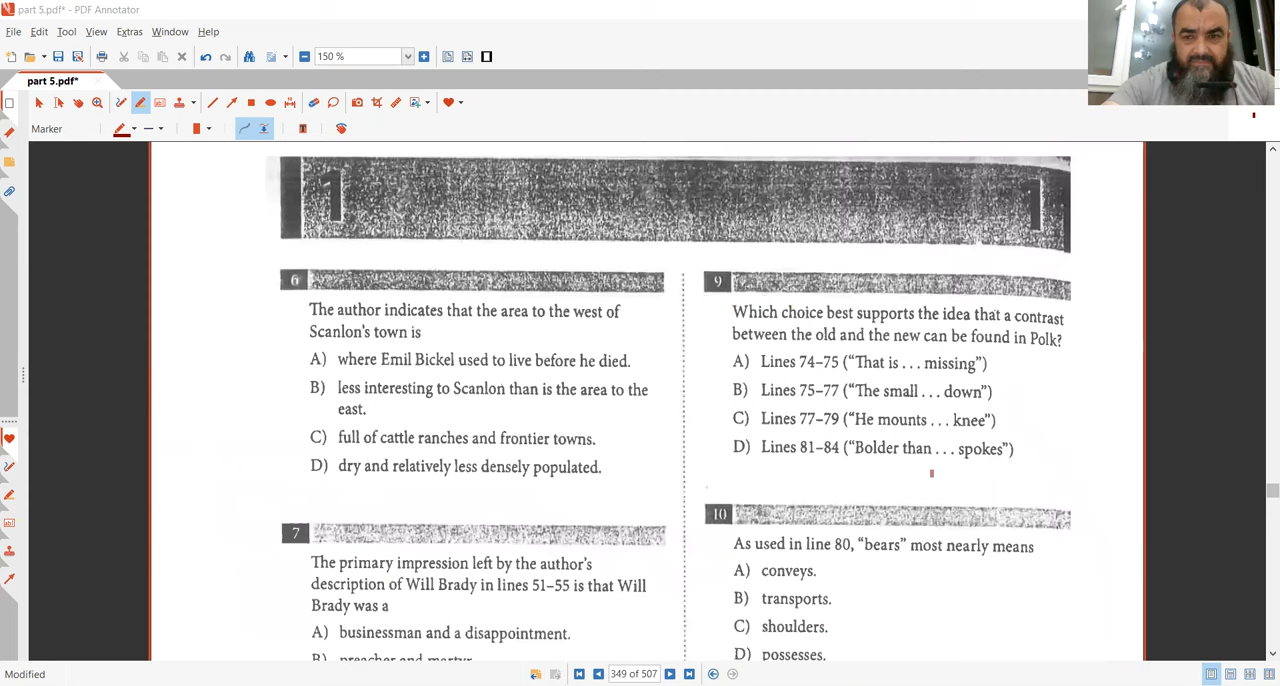 part 5.pdf* - PDF Annotator
File Edit Tool View Extras Window Help
150 %
part 5.pdf*
Marker
1 1
6
The author indicates that the area to the west of
Scanlon's town is
A) where Emil Bickel used to live before he died.
B) less interesting to Scanlon than is the area to the
east.
C) full of cattle ranches and frontier towns.
D) dry and relatively less densely populated.
7
The primary impression left by the author's
description of Will Brady in lines 51–55 is that Will
Brady was a
A) businessman and a disappointment.
B) preacher and martyr.
9
Which choice best supports the idea that a contrast
between the old and the new can be found in Polk?
A) Lines 74–75 (“That is . . . missing”)
B) Lines 75–77 (“The small . . . down”)
C) Lines 77–79 (“He mounts . . . knee”)
D) Lines 81–84 (“Bolder than . . . spokes”)
10
As used in line 80, “bears” most nearly means
A) conveys.
B) transports.
C) shoulders.
D) possesses.
Modified
349 of 507